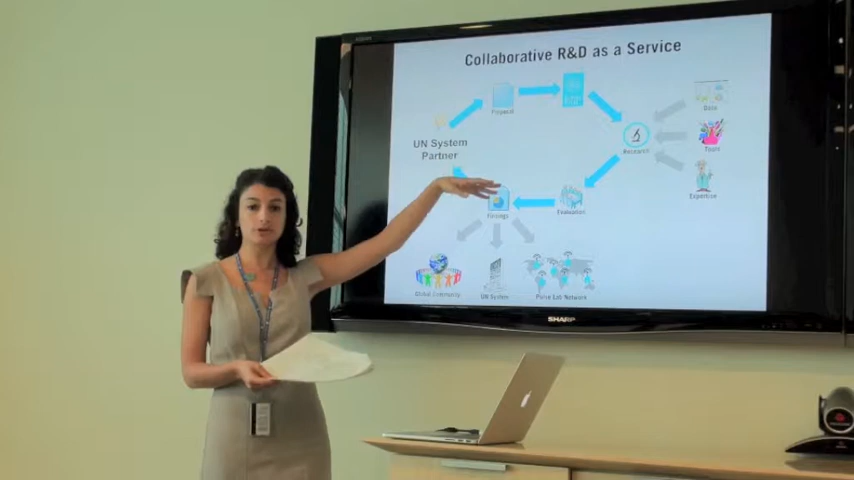 Collaborative R&D as a Service
Proposal
Data
UN System
Partner
Research
Tools
Expertise
Findings
Evaluation
Global Community
UN System
Pulse Lab Network
SHARP